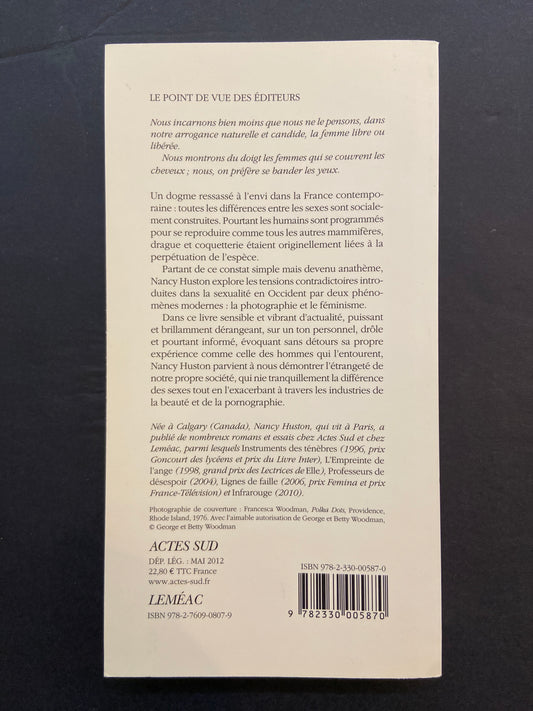 LE POINT DE VUE DES ÉDITEURS
Nous incarnons bien moins que nous ne le pensons, dans
notre arrogance naturelle et candide, la femme libre ou
libérée.
Nous montrons du doigt les femmes qui se couvrent les
cheveux ; nous, on préfère se bander les yeux.
Un dogme ressassé à l'envi dans la France contempo-
raine : toutes les différences entre les sexes sont sociale-
ment construites. Pourtant les humains sont programmés
pour se reproduire comme tous les autres mammifères,
drague et coquetterie étaient originellement liées à la
perpétuation de l'espèce.
Partant de ce constat simple mais devenu anathème,
Nancy Huston explore les tensions contradictoires intro-
duites dans la sexualité en Occident par deux phéno-
mènes modernes : la photographie et le féminisme.
Dans ce livre sensible et vibrant d'actualité, puissant
et brillamment dérangeant, sur un ton personnel, drôle
et pourtant informé, évoquant sans détours sa propre
expérience comme celle des hommes qui l'entourent,
Nancy Huston parvient à nous démontrer l'étrangeté de
notre propre société, qui nie tranquillement la différence
des sexes tout en l'exacerbant à travers les industries de
la beauté et de la pornographie.
Née à Calgary (Canada), Nancy Huston, qui vit à Paris, a
publié de nombreux romans et essais chez Actes Sud et chez
Leméac, parmi lesquels Instruments des ténèbres (1996, prix
Goncourt des lycéens et prix du Livre Inter), L'Empreinte de
l'ange (1998, grand prix des Lectrices de Elle), Professeurs de
désespoir (2004), Lignes de faille (2006, prix Femina et prix
France-Télévision) et Infrarouge (2010).
Photographie de couverture : Francesca Woodman, Polka Dots, Providence,
Rhode Island, 1976. Avec l'aimable autorisation de George et Betty Woodman,
© George et Betty Woodman
ACTES SUD
DÉP. LÉG. : MAI 2012
22,80 € TTC France
www.actes-sud.fr
LEMÉAC
ISBN 978-2-7609-0807-9
ISBN 978-2-330-00587-0
9 782330 005870